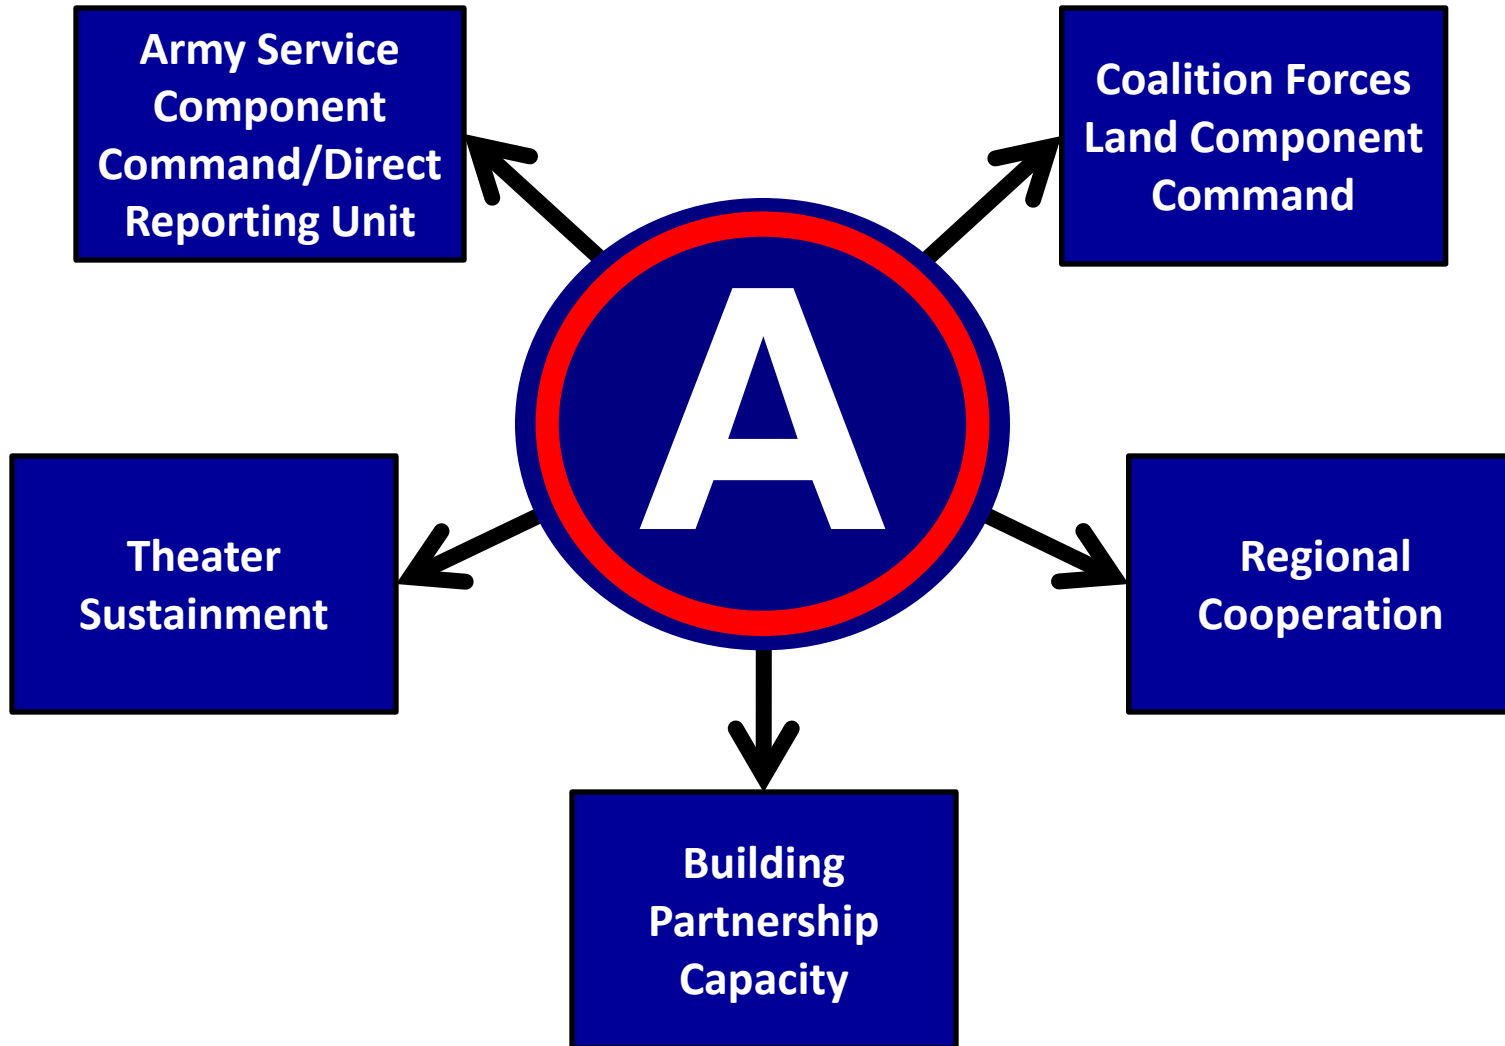 Army Service
Component
Command/Direct
Reporting Unit
Coalition Forces
Land Component
Command
A
Theater
Sustainment
Regional
Cooperation
Building
Partnership
Capacity